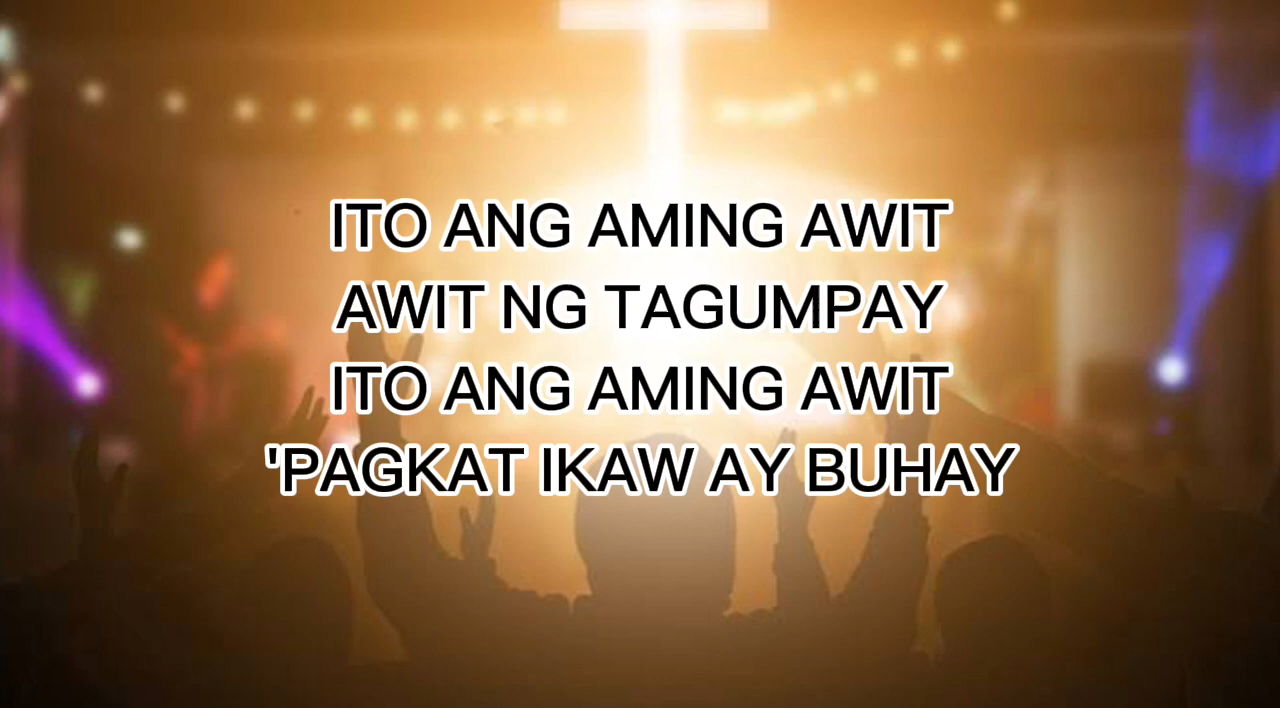 ITO ANG AMING AWIT
AWIT NG TAGUMPAY
ITO ANG AMING AWIT
'PAGKAT IKAW AY BUHAY